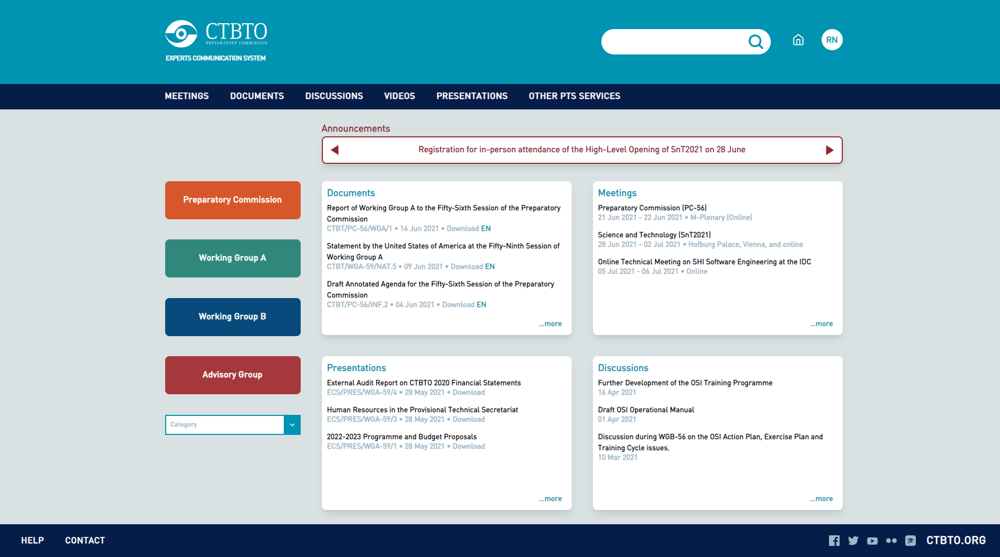 CTBTO
PREPARATORY COMMISSION
EXPERTS COMMUNICATION SYSTEM
RN
MEETINGS DOCUMENTS DISCUSSIONS VIDEOS PRESENTATIONS OTHER PTS SERVICES
Announcements
Registration for in-person attendance of the High-Level Opening of SnT2021 on 28 June
Preparatory Commission
Working Group A
Working Group B
Advisory Group
Category
Documents
Report of Working Group A to the Fifty-Sixth Session of the Preparatory
Commission
CTBT/PC-56/WGA/1 • 16 Jun 2021 • Download EN
Statement by the United States of America at the Fifty-Ninth Session of
Working Group A
CTBT/WGA-59/NAT.5 • 09 Jun 2021 • Download EN
Draft Annotated Agenda for the Fifty-Sixth Session of the Preparatory
Commission
CTBT/PC-56/INF.2 • 04 Jun 2021 • Download EN
...more
Meetings
Preparatory Commission (PC-56)
21 Jun 2021 - 22 Jun 2021 • M-Plenary (Online)
Science and Technology (SnT2021)
28 Jun 2021 - 02 Jul 2021 • Hofburg Palace, Vienna, and online
Online Technical Meeting on SHI Software Engineering at the IDC
05 Jul 2021 - 06 Jul 2021 • Online
...more
Presentations
External Audit Report on CTBTO 2020 Financial Statements
ECS/PRES/WGA-59/4 • 28 May 2021 • Download
Human Resources in the Provisional Technical Secretariat
ECS/PRES/WGA-59/3 • 28 May 2021 • Download
2022-2023 Programme and Budget Proposals
ECS/PRES/WGA-59/1 • 28 May 2021 • Download
...more
Discussions
Further Development of the OSI Training Programme
16 Apr 2021
Draft OSI Operational Manual
01 Apr 2021
Discussion during WGB-56 on the OSI Action Plan, Exercise Plan and
Training Cycle issues.
10 Mar 2021
...more
HELP CONTACT
CTBTO.ORG